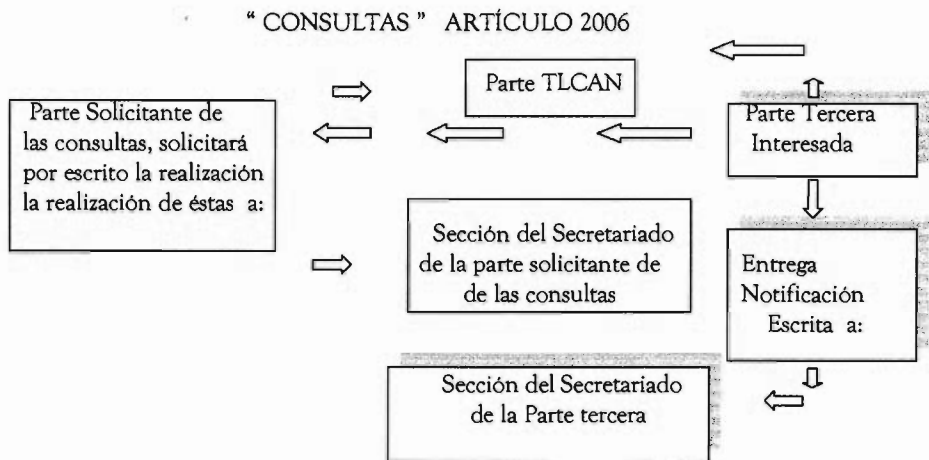 “ CONSULTAS ” ARTÍCULO 2006
Parte TLCAN
Parte Solicitante de
las consultas, solicitará
por escrito la realización
la realización de éstas a:
Parte Tercera
Interesada
Sección del Secretariado
de la parte solicitante de
de las consultas
Entrega
Notificación
Escrita a:
Sección del Secretariado
de la Parte tercera